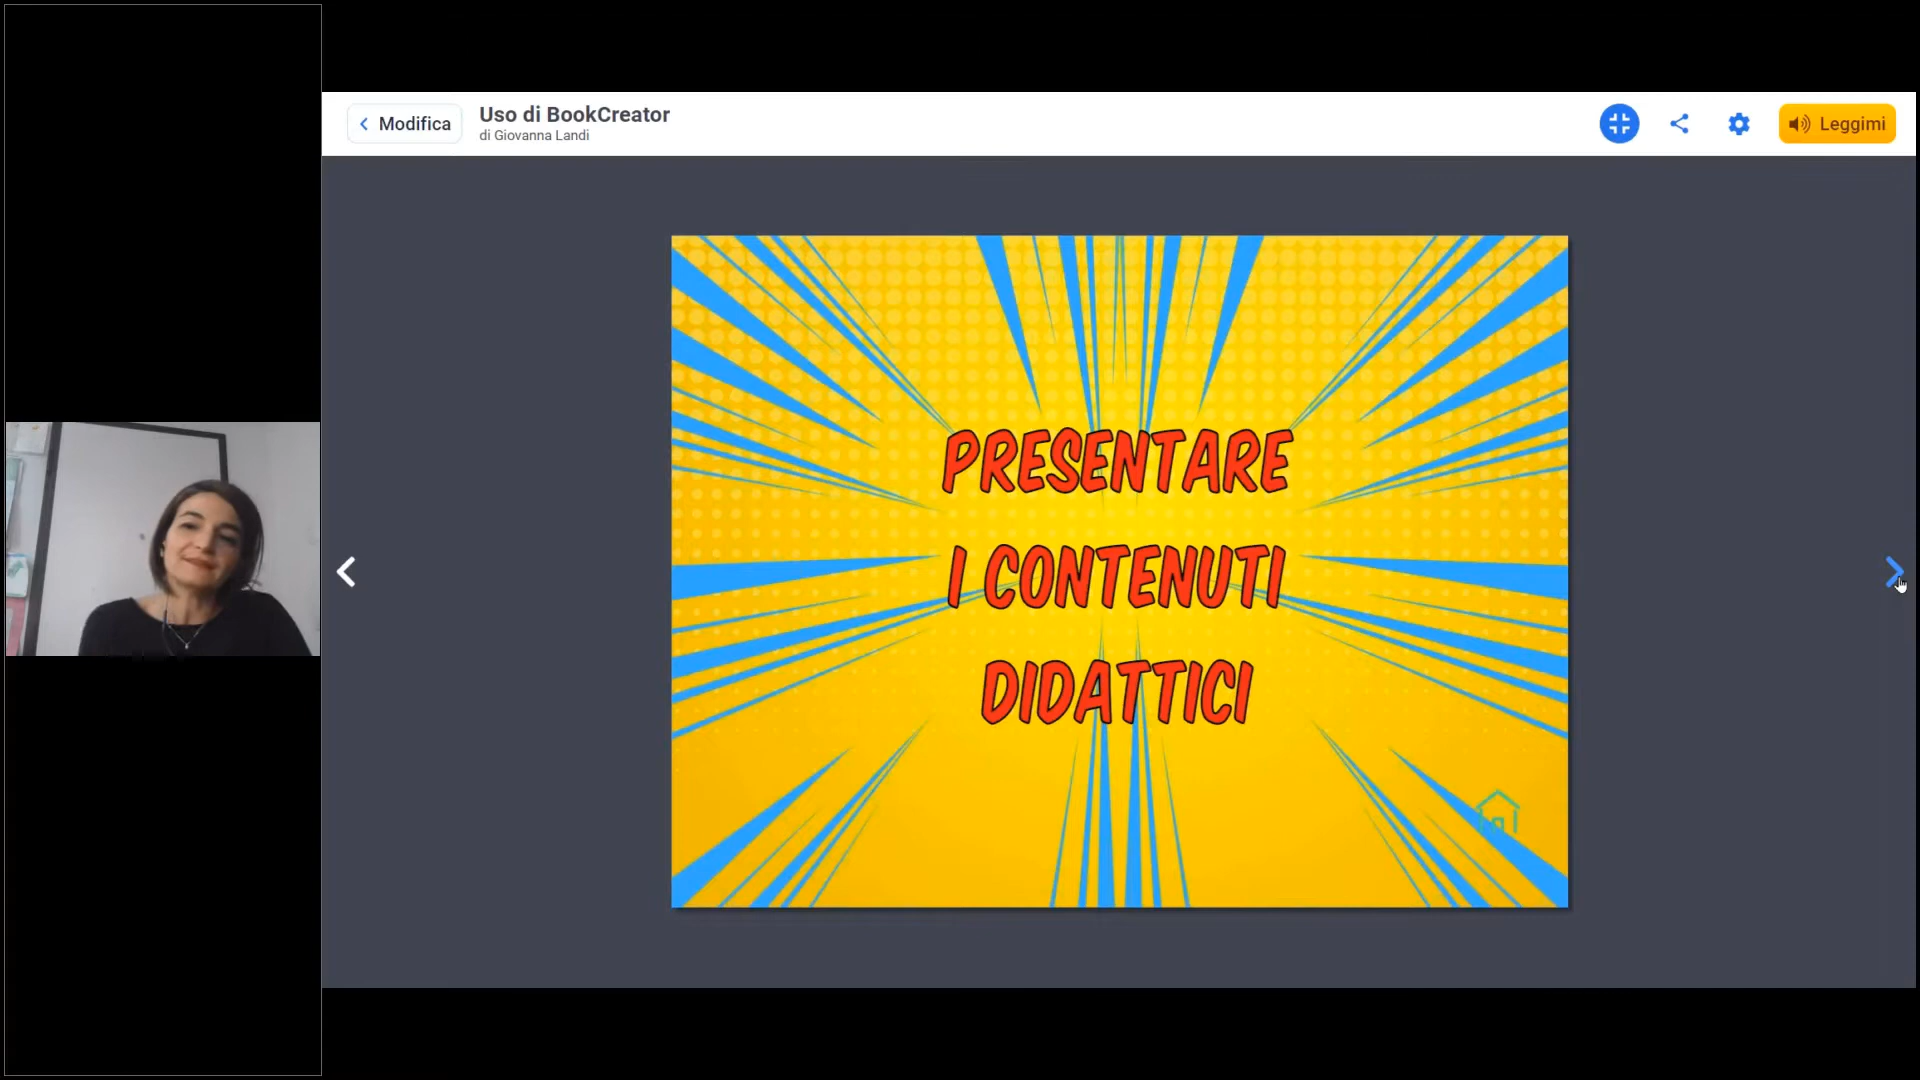 Modifica
Uso di BookCreator
di Giovanna Landi
Leggimi
PRESENTARE
I CONTENUTI
DIDATTICI